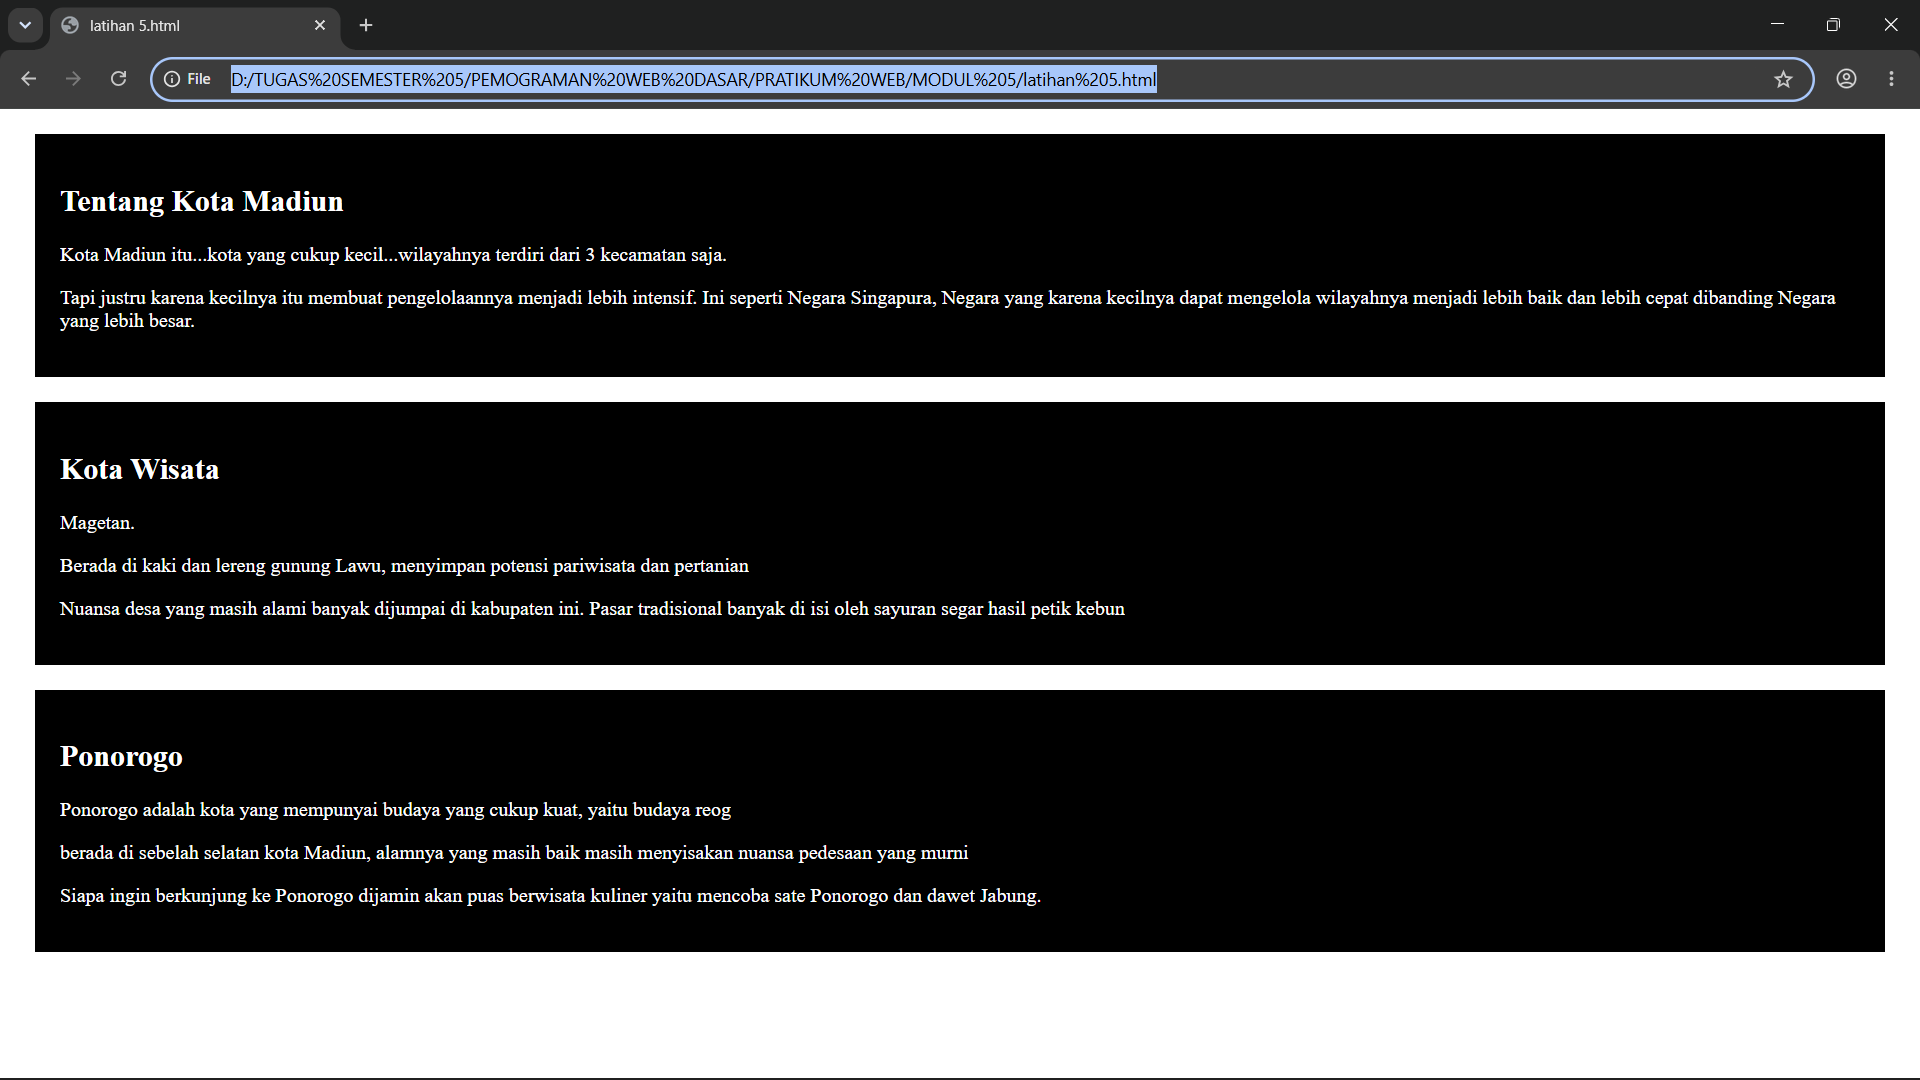 latihan 5.html
File
D:/TUGAS%20SEMESTER%205/PEMOGRAMAN%20WEB%20DASAR/PRATIKUM%20WEB/MODUL%205/latihan%205.html
Tentang Kota Madiun
Kota Madiun itu...kota yang cukup kecil...wilayahnya terdiri dari 3 kecamatan saja.
Tapi justru karena kecilnya itu membuat pengelolaannya menjadi lebih intensif. Ini seperti Negara Singapura, Negara yang karena kecilnya dapat mengelola wilayahnya menjadi lebih baik dan lebih cepat dibanding Negara
yang lebih besar.
Kota Wisata
Magetan.
Berada di kaki dan lereng gunung Lawu, menyimpan potensi pariwisata dan pertanian
Nuansa desa yang masih alami banyak dijumpai di kabupaten ini. Pasar tradisional banyak di isi oleh sayuran segar hasil petik kebun
Ponorogo
Ponorogo adalah kota yang mempunyai budaya yang cukup kuat, yaitu budaya reog
berada di sebelah selatan kota Madiun, alamnya yang masih baik masih menyisakan nuansa pedesaan yang murni
Siapa ingin berkunjung ke Ponorogo dijamin akan puas berwisata kuliner yaitu mencoba sate Ponorogo dan dawet Jabung.